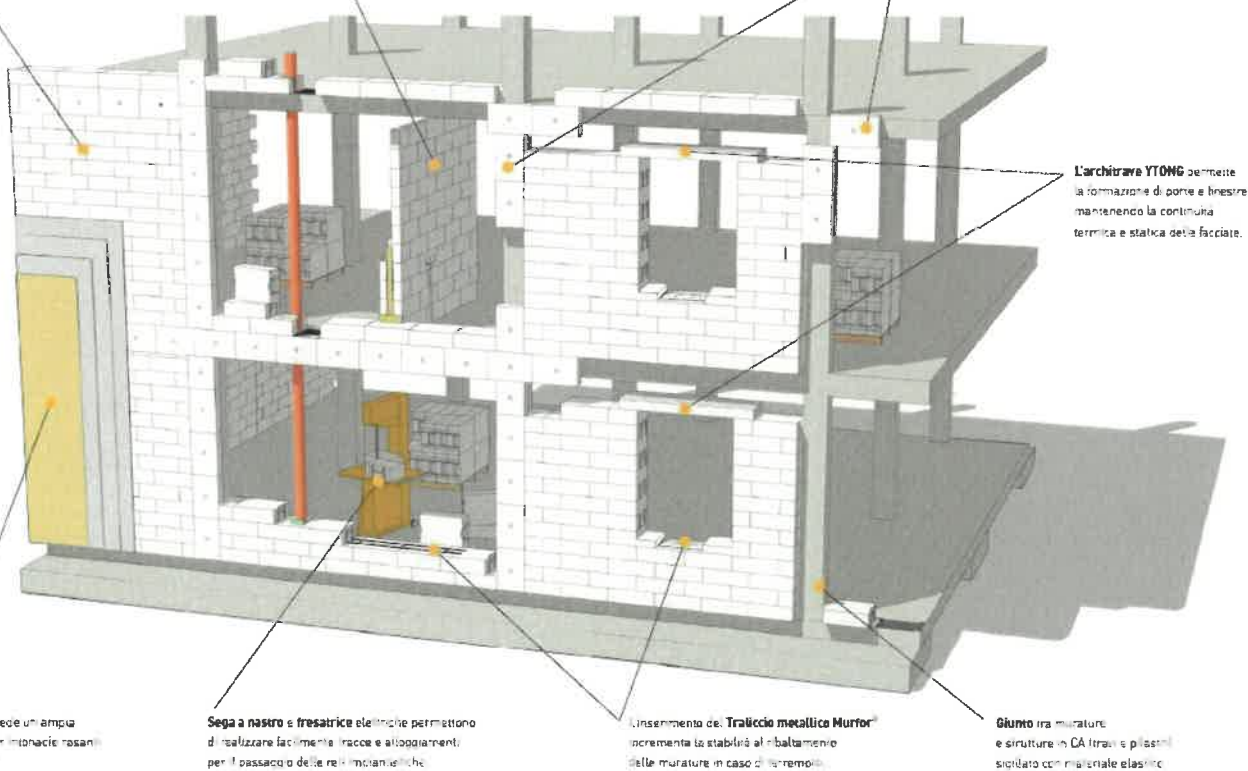 L'architrave YTONG permette
la formazione di porte e finestre
mantenendo la continuità
termica e statica delle facciate.
ampia
Sega a nastro e fresatrice elettriche permettono
di realizzare facilmente tracce e alloggiamenti
per il passaggio delle reti impiantistiche
L'inserimento del Traliccio metallico Murfor®
incrementa la stabilità al ribaltamento
delle murature in caso di terremoto
Giunto tra murature
e strutture in CA (travi e pilastri)
sigillato con materiale elastico